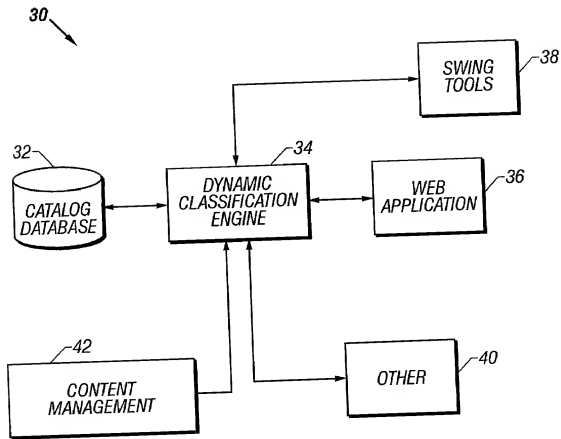 30
SWING
TOOLS
38
32
CATALOG
DATABASE
34
DYNAMIC
CLASSIFICATION
ENGINE
WEB
APPLICATION
36
42
CONTENT
MANAGEMENT
OTHER
40